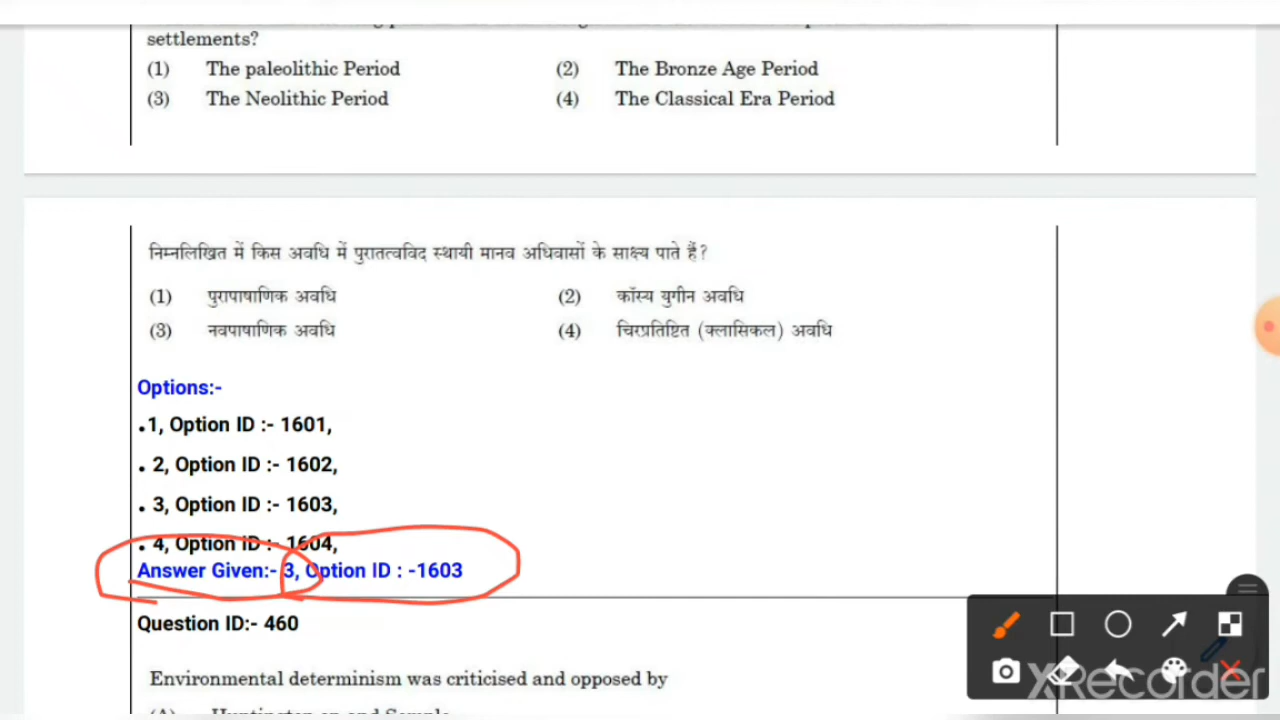 settlements?
(1) The paleolithic Period (2) The Bronze Age Period
(3) The Neolithic Period (4) The Classical Era Period
निम्नलिखित में किस अवधि में पुरातत्वविद स्थायी मानव अधिवासों के साक्ष्य पाते हैं?
(1) पुरापाषाणिक अवधि (2) काँस्य युगीन अवधि
(3) नवपाषाणिक अवधि (4) चिरप्रतिष्टित (क्लासिकल) अवधि
Options:-
.1, Option ID :- 1601,
. 2, Option ID :- 1602,
. 3, Option ID :- 1603,
. 4, Option ID :- 1604,
Answer Given:- 3, Option ID : -1603
Question ID:- 460
Environmental determinism was criticised and opposed by
XRecorder